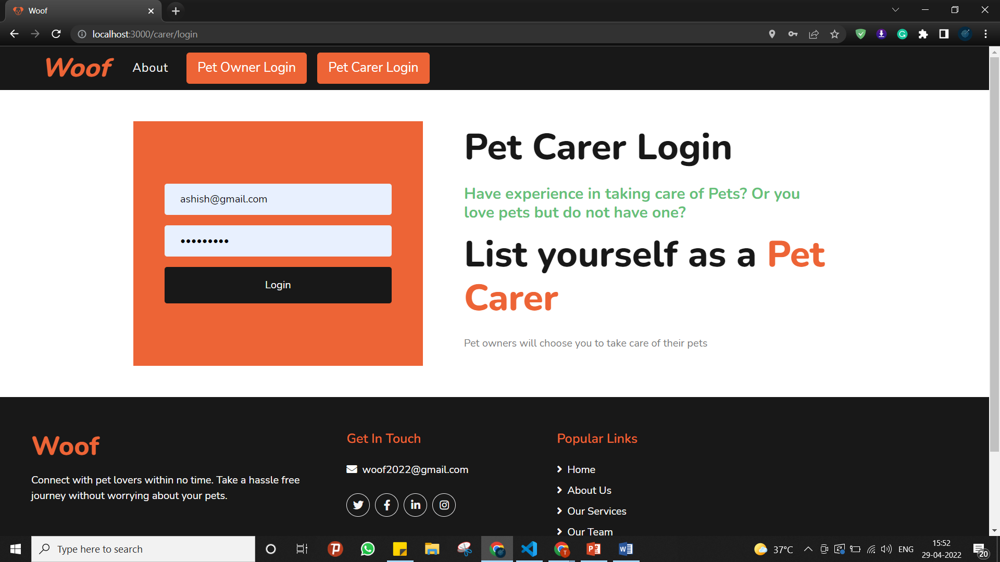 Woof
localhost:3000/carer/login
Woof
About
Pet Owner Login
Pet Carer Login
ashish@gmail.com
•••••••••
Login
Pet Carer Login
Have experience in taking care of Pets? Or you
love pets but do not have one?
List yourself as a Pet
Carer
Pet owners will choose you to take care of their pets
Woof
Connect with pet lovers within no time. Take a hassle free
journey without worrying about your pets.
Get In Touch
woof2022@gmail.com
Popular Links
Home
About Us
Our Services
Our Team
Type here to search
37°C
ENG
15:52
29-04-2022
20